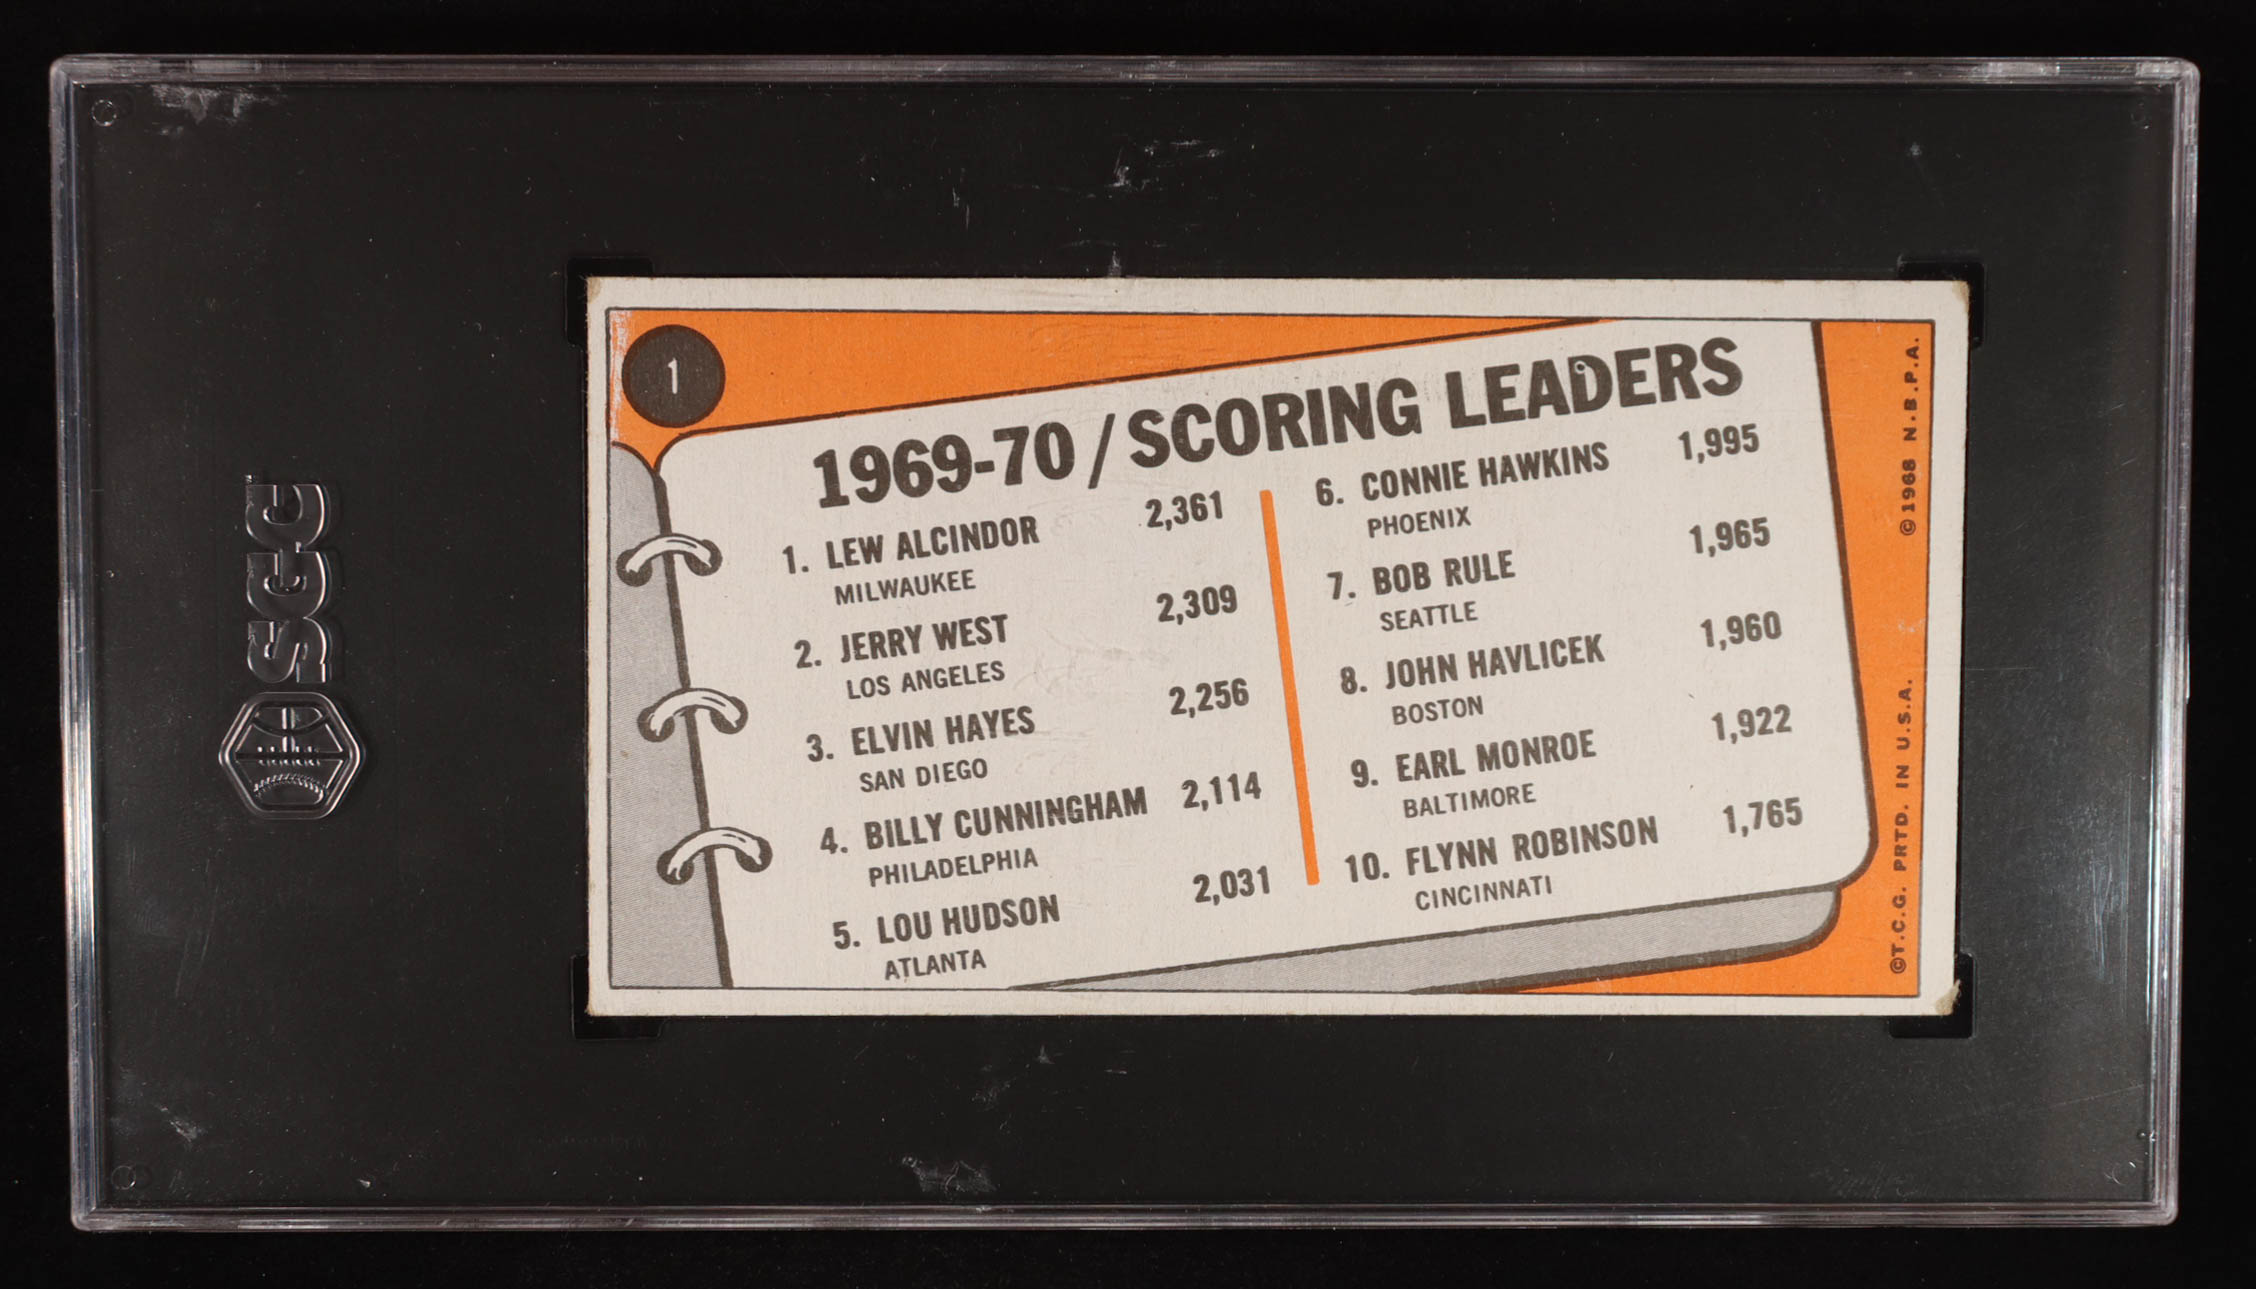 SGC
1
1969-70/SCORING LEADERS
1. LEW ALCINDOR 2,361
MILWAUKEE
2. JERRY WEST 2,309
LOS ANGELES
3. ELVIN HAYES 2,256
SAN DIEGO
4. BILLY CUNNINGHAM 2,114
PHILADELPHIA
5. LOU HUDSON 2,031
ATLANTA
6. CONNIE HAWKINS 1,995
PHOENIX
7. BOB RULE 1,965
SEATTLE
8. JOHN HAVLICEK 1,960
BOSTON
9. EARL MONROE 1,922
BALTIMORE
10. FLYNN ROBINSON 1,765
CINCINNATI
©T.C.G. PRTD. IN U.S.A. ©1968 N.B.P.A.